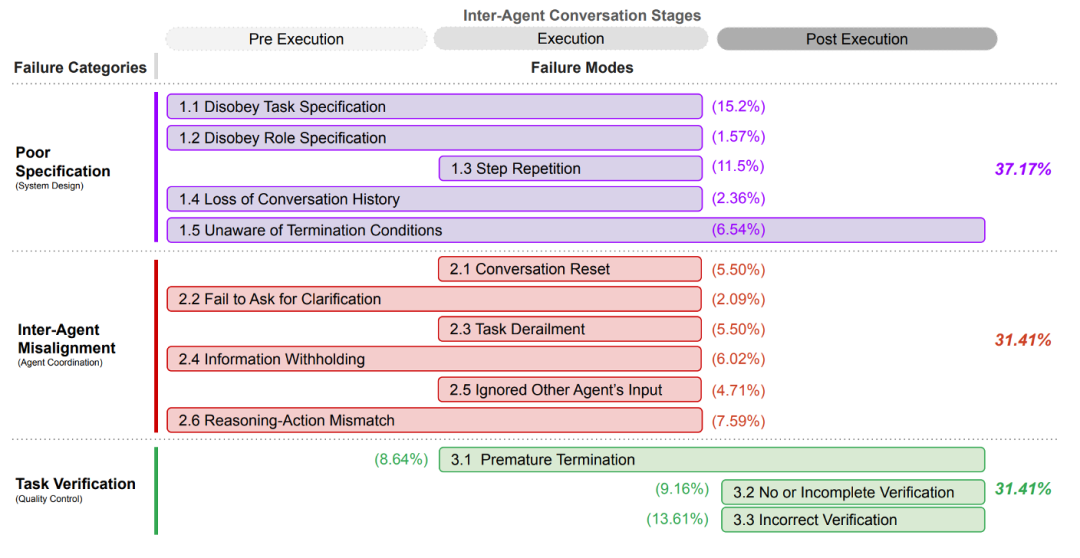 Inter-Agent Conversation Stages
Pre Execution
Execution
Post Execution
Failure Categories
Failure Modes
Poor
Specification
(System Design)
1.1 Disobey Task Specification
(15.2%)
1.2 Disobey Role Specification
(1.57%)
1.3 Step Repetition
(11.5%)
1.4 Loss of Conversation History
(2.36%)
1.5 Unaware of Termination Conditions
(6.54%)
37.17%
Inter-Agent
Misalignment
(Agent Coordination)
2.1 Conversation Reset
(5.50%)
2.2 Fail to Ask for Clarification
(2.09%)
2.3 Task Derailment
(5.50%)
2.4 Information Withholding
(6.02%)
2.5 Ignored Other Agent’s Input
(4.71%)
2.6 Reasoning-Action Mismatch
(7.59%)
31.41%
Task Verification
(Quality Control)
(8.64%)
3.1 Premature Termination
(9.16%)
3.2 No or Incomplete Verification
(13.61%)
3.3 Incorrect Verification
31.41%